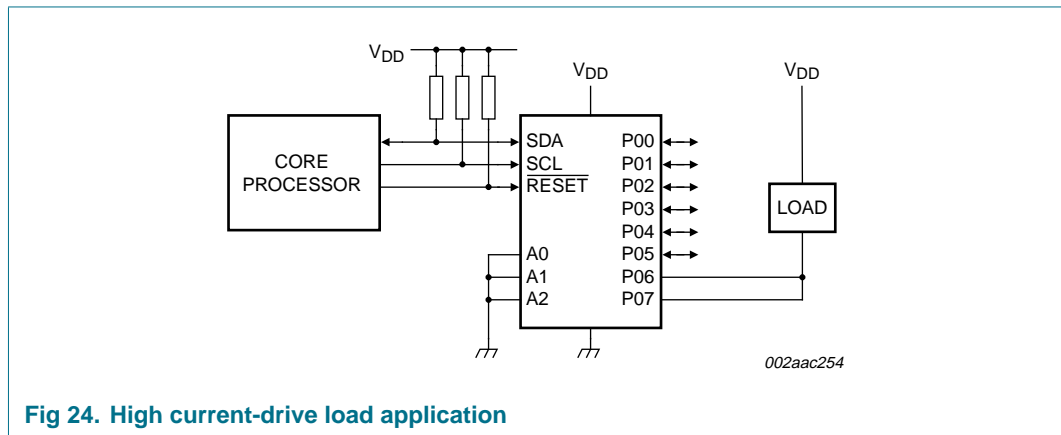 VDD
VDD
VDD
CORE
PROCESSOR
SDA
SCL
RESET
A0
A1
A2
P00
P01
P02
P03
P04
P05
P06
P07
LOAD
002aac254
Fig 24. High current-drive load application